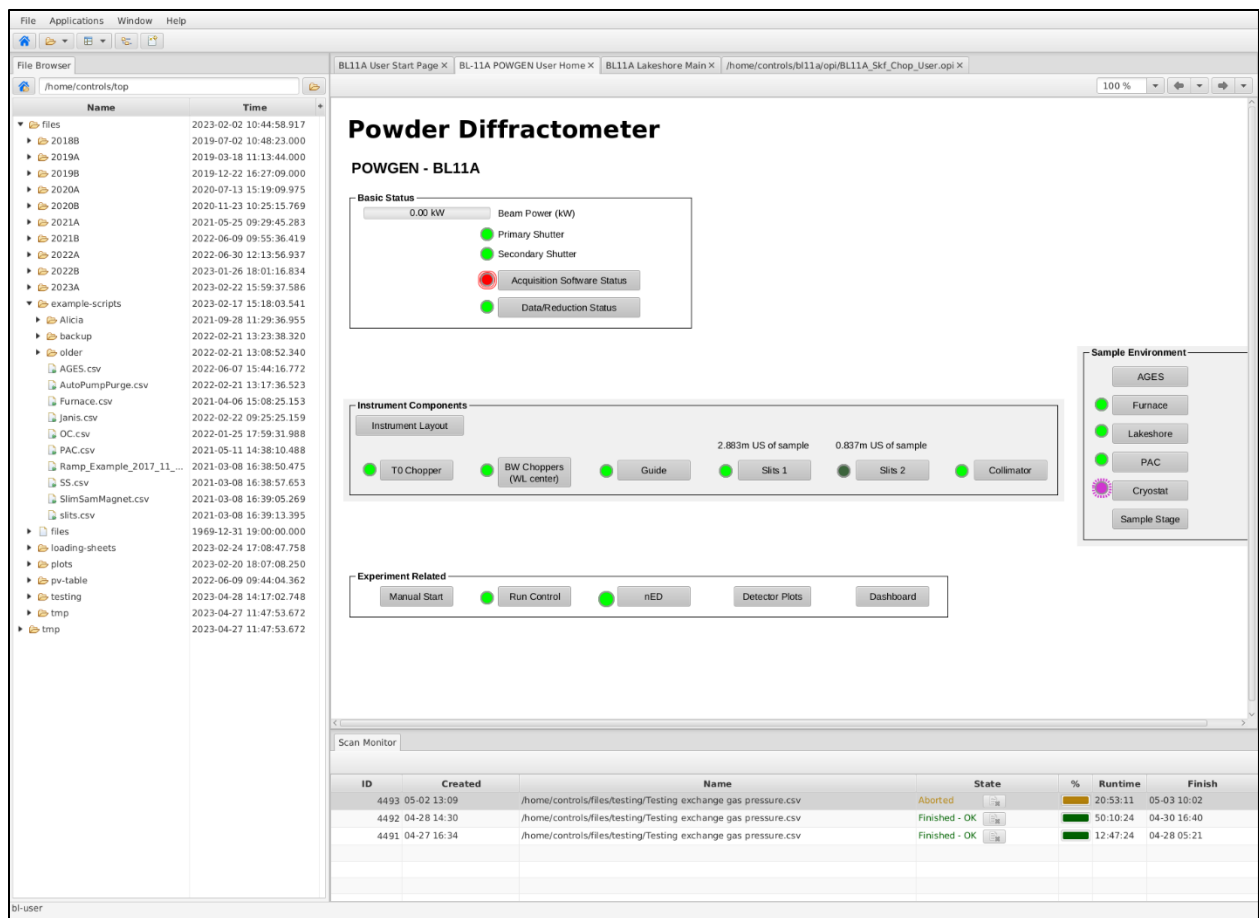 File Applications Window Help
File Browser
/home/controls/top
Name Time
files 2023-02-02 10:44:58.917
2018B 2019-07-02 10:48:23.000
2019A 2019-03-18 11:13:44.000
2019B 2019-12-22 16:27:09.000
2020A 2020-07-13 15:19:09.975
2020B 2020-11-23 10:25:15.769
2021A 2021-05-25 09:29:45.283
2021B 2022-06-09 09:55:36.419
2022A 2022-06-30 12:13:56.937
2022B 2023-01-26 18:01:16.834
2023A 2023-02-22 15:59:37.586
example-scripts 2023-02-17 15:18:03.541
Alicia 2021-09-28 11:29:36.955
backup 2022-02-21 13:23:38.320
older 2022-02-21 13:08:52.340
AGES.csv 2022-06-07 15:44:16.772
AutoPumpPurge.csv 2022-02-21 13:17:36.523
Furnace.csv 2021-04-06 15:08:25.153
Janis.csv 2022-02-22 09:25:25.159
OC.csv 2022-01-25 17:59:31.988
PAC.csv 2021-05-11 14:38:10.488
Ramp_Example_2017_11_... 2021-03-08 16:38:50.475
SS.csv 2021-03-08 16:38:57.653
SlimSamMagnet.csv 2021-03-08 16:39:05.269
slits.csv 2021-03-08 16:39:13.395
files 1969-12-31 19:00:00.000
loading-sheets 2023-02-24 17:08:47.758
plots 2023-02-20 18:07:08.250
pv-table 2022-06-09 09:44:04.362
testing 2023-04-28 14:17:02.748
tmp 2023-04-27 11:47:53.672
tmp 2023-04-27 11:47:53.672
BL11A User Start Page × BL-11A POWGEN User Home × BL11A Lakeshore Main × /home/controls/bl11a/opi/BL11A_Skf_Chop_User.opi ×
100 %
Powder Diffractometer
POWGEN - BL11A
Basic Status
0.00 kW Beam Power (kW)
Primary Shutter
Secondary Shutter
Acquisition Software Status
Data/Reduction Status
Sample Environment
AGES
Furnace
Lakeshore
PAC
Cryostat
Sample Stage
Instrument Components
Instrument Layout
2.883m US of sample 0.837m US of sample
T0 Chopper BW Choppers (WL center) Guide Slits 1 Slits 2 Collimator
Experiment Related
Manual Start Run Control nED Detector Plots Dashboard
Scan Monitor
ID Created Name State % Runtime Finish
4493 05-02 13:09 /home/controls/files/testing/Testing exchange gas pressure.csv Aborted 20:53:11 05-03 10:02
4492 04-28 14:30 /home/controls/files/testing/Testing exchange gas pressure.csv Finished - OK 50:10:24 04-30 16:40
4491 04-27 16:34 /home/controls/files/testing/Testing exchange gas pressure.csv Finished - OK 12:47:24 04-28 05:21
bl-user